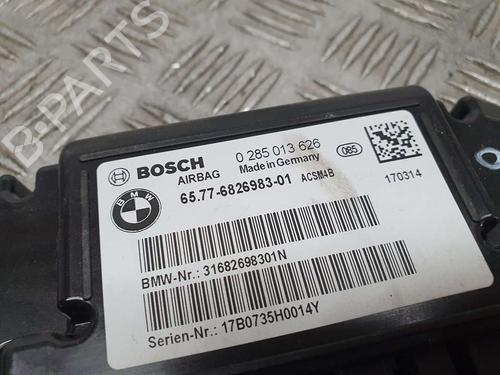 B-PARTS
BOSCH 0 285 013 626
AIRBAG Made in Germany 085
BMW 65.77-6826983-01 ACSM4B 170314
BMW-Nr.: 31682698301N
Serien-Nr.: 17B0735H0014Y